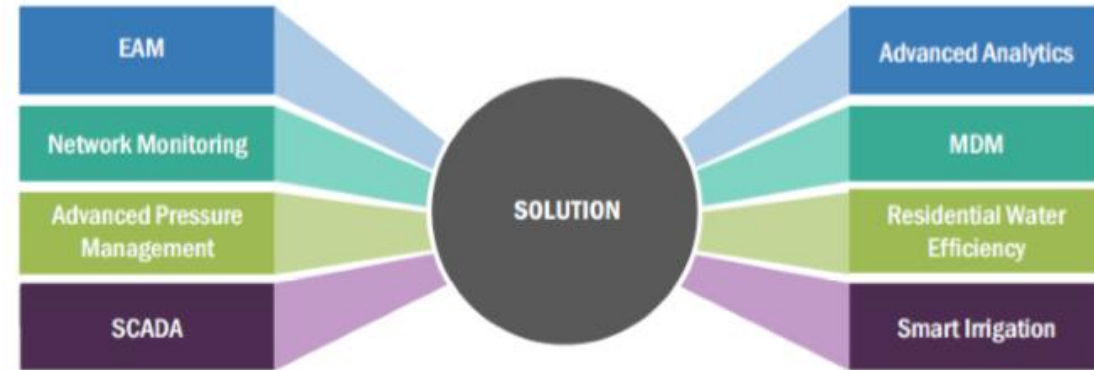 EAM
Network Monitoring
Advanced Pressure
Management
SCADA
SOLUTION
Advanced Analytics
MDM
Residential Water
Efficiency
Smart Irrigation